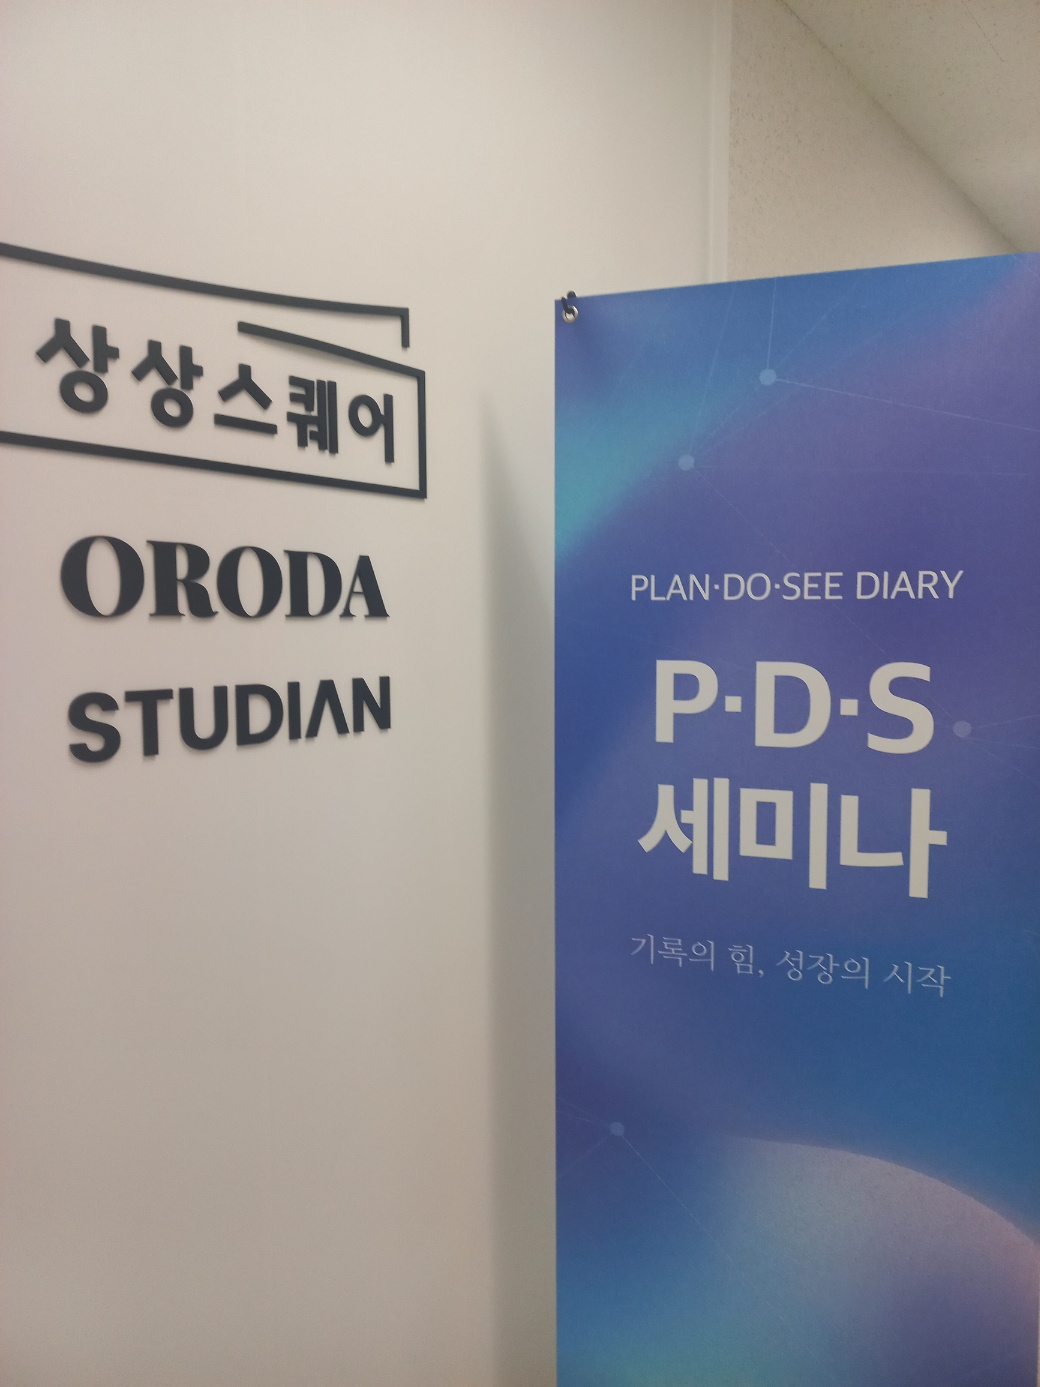 상상스퀘어
ORODA
STUDIAN
PLAN·DO·SEE DIARY
P·D·S
세미나
기록의 힘, 성장의 시작